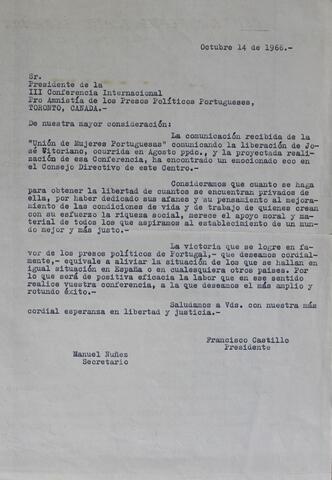 Octubre 14 de 1966.-
Sr.
Presidente de la
III Conferencia Internacional
Pro Amnistía de los Presos Políticos Portugueses,
TORONTO, CANADA.-
De nuestra mayor consideración:
La comunicación recibida de la
"Unión de Mujeres Portuguesas" comunicando la liberación de Jo-
sé Vitoriano, ocurrida en Agosto ppdo., y la proyectada reali-
zación de esa Conferencia, ha encontrado un emocionado eco en
el Consejo Directivo de este Centro.
Consideramos que cuanto se haga
para obtener la libertad de cuantos se encuentran privados de
ella, por haber dedicado sus afanes y su pensamiento al mejora-
miento de las condiciones de vida y de trabajo de quienes crean
con su esfuerzo la riqueza social, merece el apoyo moral y ma-
terial de todos los que aspiramos al establecimiento de un mun-
do mejor y más justo.-
La victoria que se logre en fa-
vor de los presos políticos de Portugal,- que deseamos cordial-
mente,- equivale a aliviar la situación de los que se hallan en
igual situación en España o en cualesquiera otros países. Por
lo que será de positiva eficacia la labor que en ese sentido
realice vuestra conferencia, a la que deseamos el más amplio y
rotundo éxito.-
Saludamos a Vds. con nuestra más
cordial esperanza en libertad y justicia.-
Francisco Castillo
Presidente
Manuel Nuñez
Secretario